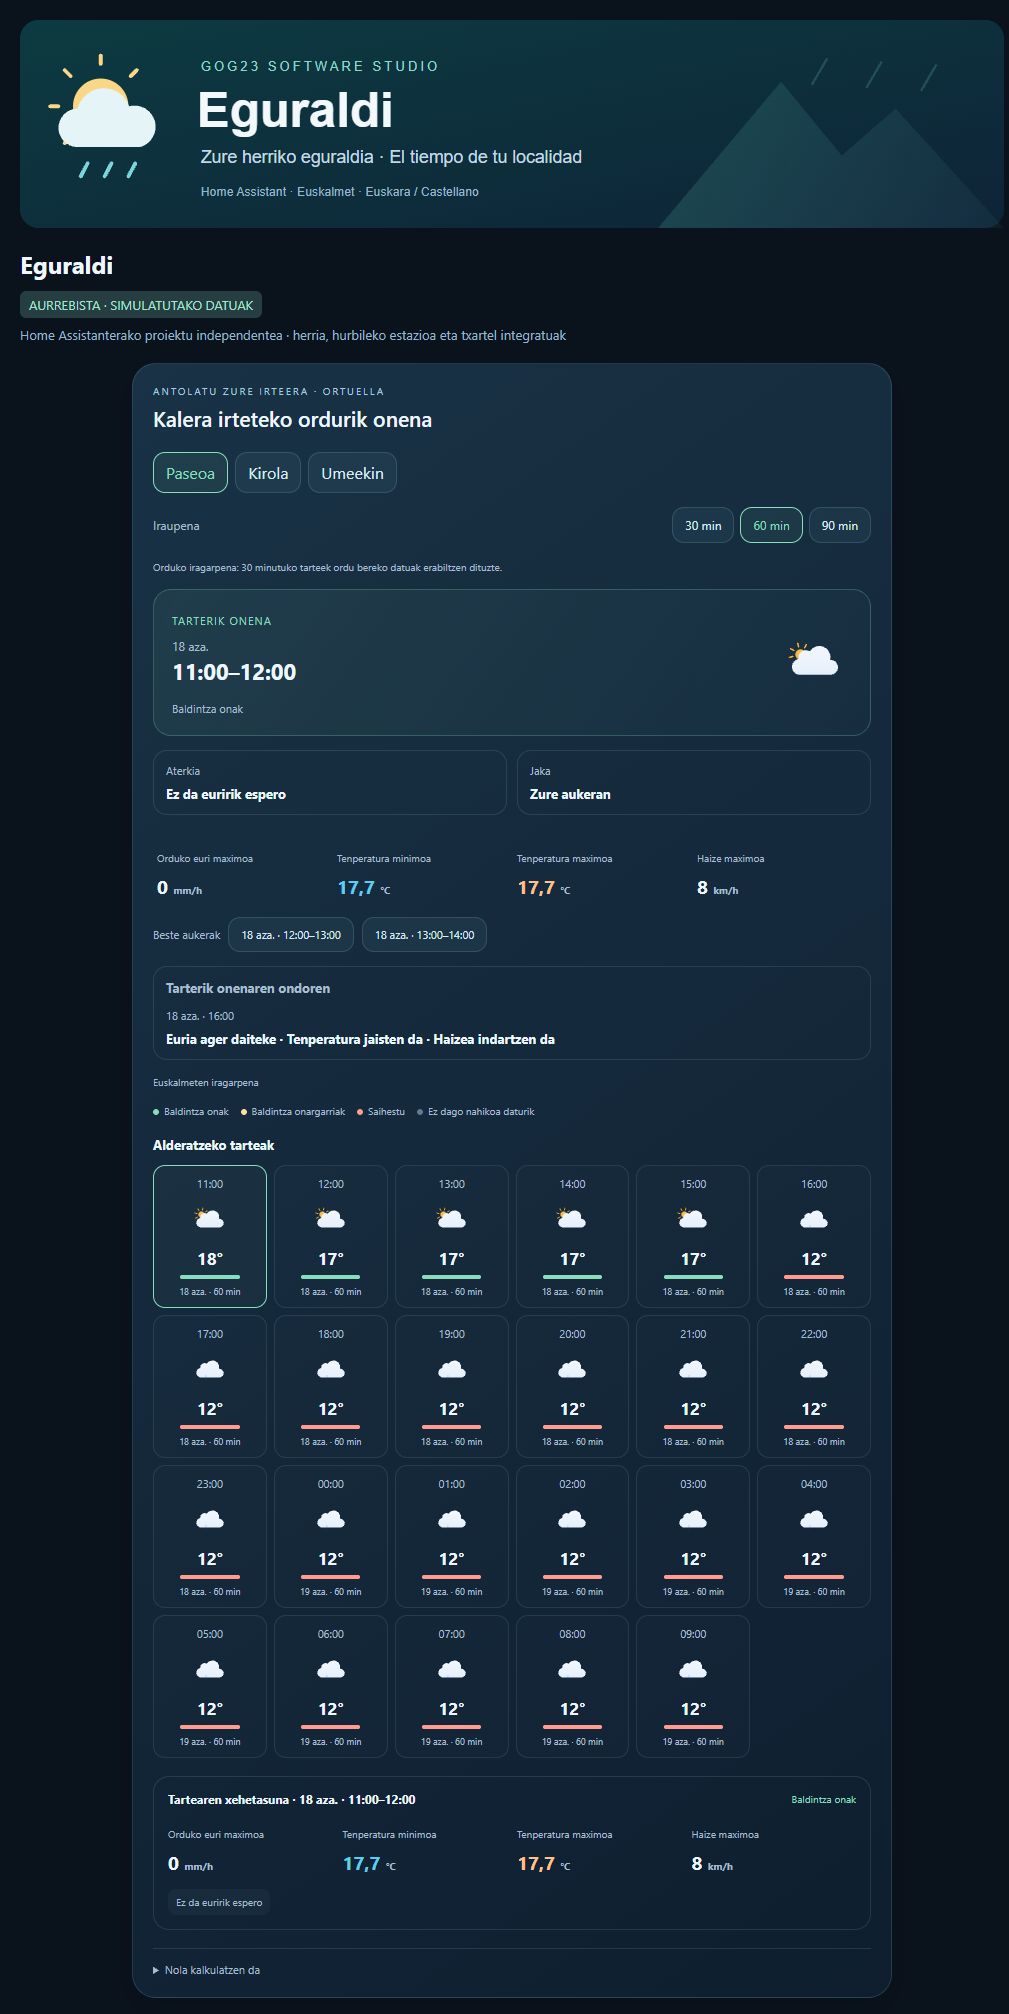 GOG23 SOFTWARE STUDIO
Eguraldi
Zure herriko eguraldia · El tiempo de tu localidad
Home Assistant · Euskalmet · Euskara / Castellano
Eguraldi
AURREBISTA · SIMULATUTAKO DATUAK
Home Assistanterako proiektu independentea · herria, hurbileko estazioa eta txartel integratuak
ANTOLATU ZURE IRTEERA · ORTUELLA
Kalera irteteko ordurik onena
Paseoa Kirola Umeekin
Iraupena 30 min 60 min 90 min
Orduko iragarpena: 30 minutuko tarteek ordu bereko datuak erabiltzen dituzte.
TARTERIK ONENA
18 aza.
11:00–12:00
Baldintza onak
Aterkia Jaka
Ez da euririk espero Zure aukeran
Orduko euri maximoa Tenperatura minimoa Tenperatura maximoa Haize maximoa
0 mm/h 17,7 °C 17,7 °C 8 km/h
Beste aukerak 18 aza. · 12:00–13:00 18 aza. · 13:00–14:00
Tarterik onenaren ondoren
18 aza. · 16:00
Euria ager daiteke · Tenperatura jaisten da · Haizea indartzen da
Euskalmeten iragarpena
Baldintza onak Baldintza onargarriak Saihestu Ez dago nahikoa daturik
Alderatzeko tarteak
11:00 12:00 13:00 14:00 15:00 16:00
18° 17° 17° 17° 17° 12°
18 aza. · 60 min 18 aza. · 60 min 18 aza. · 60 min 18 aza. · 60 min 18 aza. · 60 min 18 aza. · 60 min
17:00 18:00 19:00 20:00 21:00 22:00
12° 12° 12° 12° 12° 12°
18 aza. · 60 min 18 aza. · 60 min 18 aza. · 60 min 18 aza. · 60 min 18 aza. · 60 min 18 aza. · 60 min
23:00 00:00 01:00 02:00 03:00 04:00
12° 12° 12° 12° 12° 12°
18 aza. · 60 min 19 aza. · 60 min 19 aza. · 60 min 19 aza. · 60 min 19 aza. · 60 min 19 aza. · 60 min
05:00 06:00 07:00 08:00 09:00
12° 12° 12° 12° 12°
19 aza. · 60 min 19 aza. · 60 min 19 aza. · 60 min 19 aza. · 60 min 19 aza. · 60 min
Tartearen xehetasuna · 18 aza. · 11:00–12:00 Baldintza onak
Orduko euri maximoa Tenperatura minimoa Tenperatura maximoa Haize maximoa
0 mm/h 17,7 °C 17,7 °C 8 km/h
Ez da euririk espero
Nola kalkulatzen da